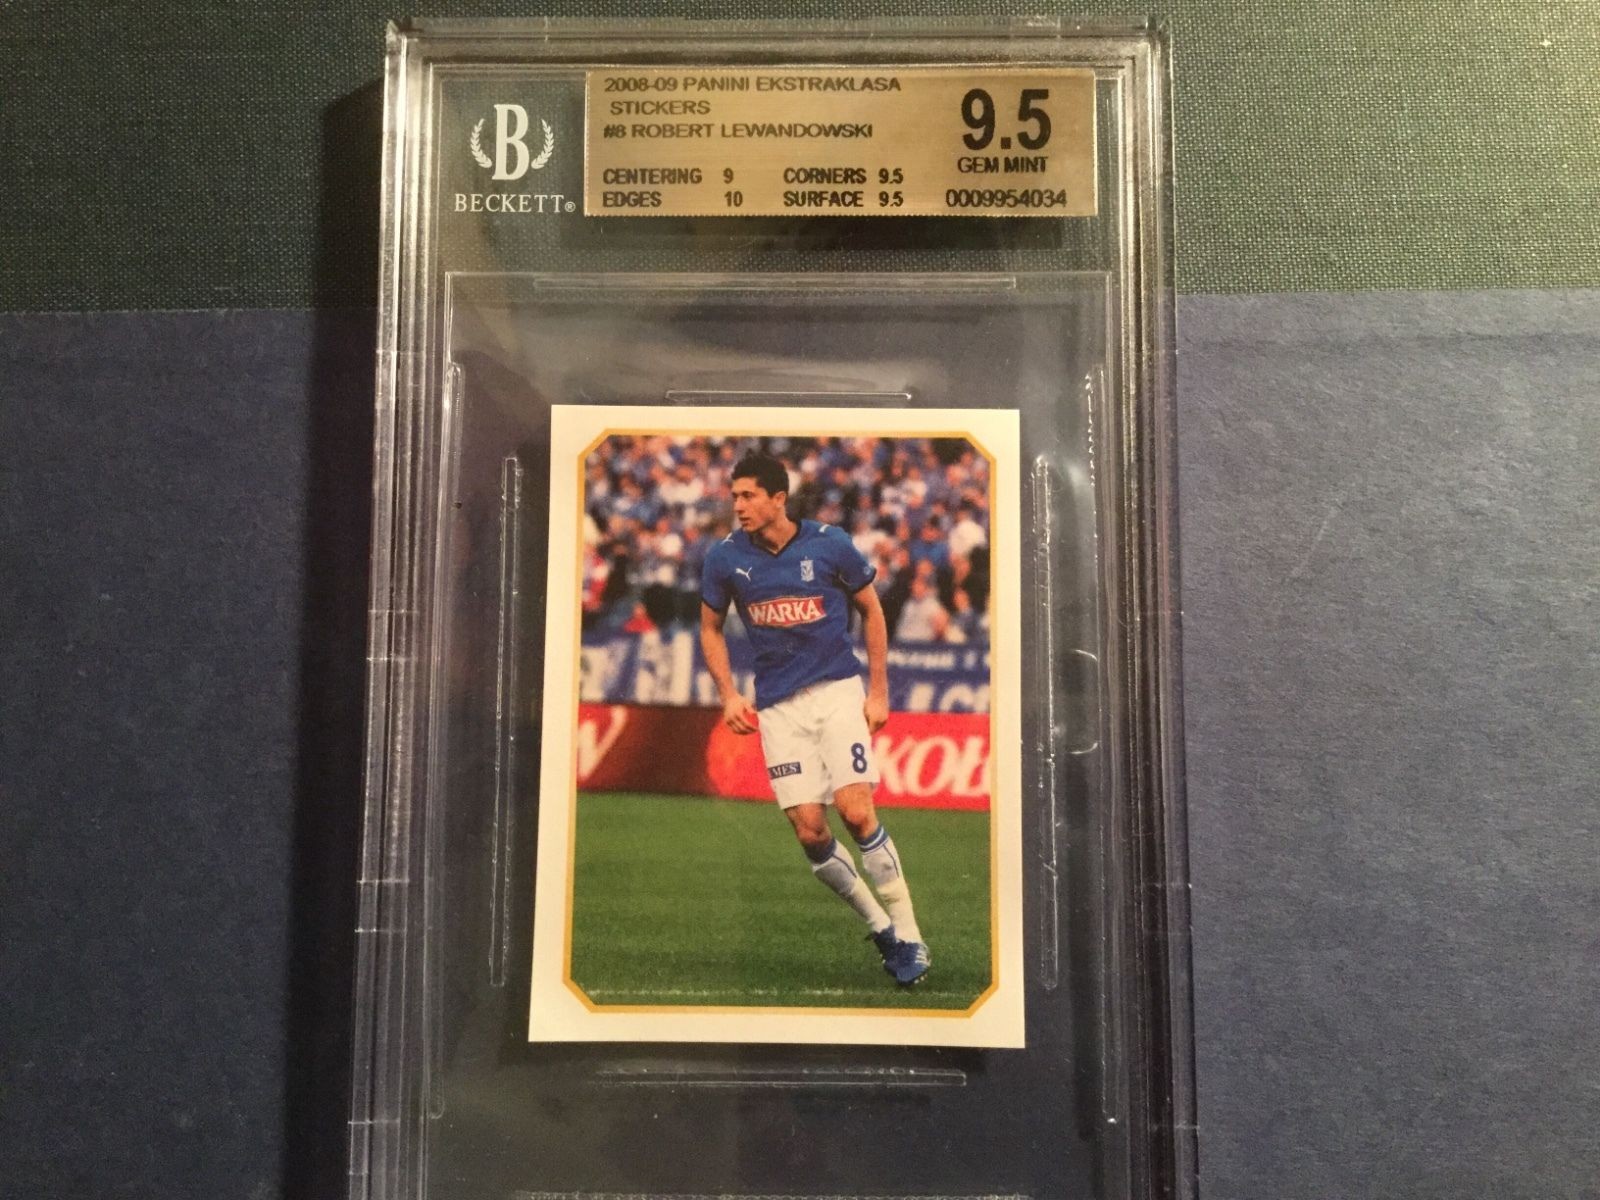 2008-09 PANINI EKSTRAKLASA
STICKERS
#8 ROBERT LEWANDOWSKI
CENTERING 9 CORNERS 9.5
EDGES 10 SURFACE 9.5
9.5
GEM MINT
0009954034
B
BECKETT®
WARKA
8
KOŁ